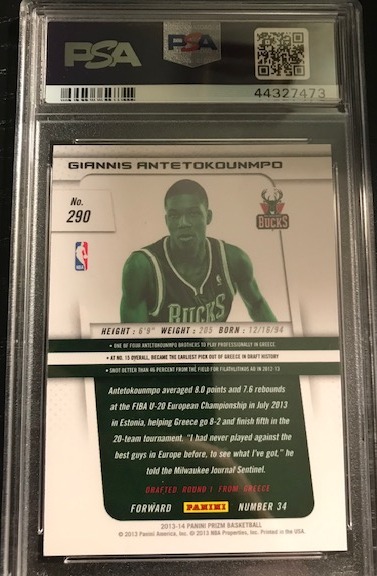 PSA PSA
44327473
GIANNIS ANTETOKOUNMPO
No.
290
BUCKS
NBA
BUCKS
HEIGHT: 6'9" WEIGHT: 205 BORN: 12/16/94
• ONE OF FOUR ANTETOKOUNMPO BROTHERS TO PLAY PROFESSIONALLY IN GREECE
• AT NO. 15 OVERALL, BECAME THE EARLIEST PICK OUT OF GREECE IN DRAFT HISTORY
• SHOT BETTER THAN 46 PERCENT FROM THE FIELD FOR FILATHLITIKOS AO IN 2012-13
Antetokounmpo averaged 8.0 points and 7.6 rebounds
at the FIBA U-20 European Championship in July 2013
in Estonia, helping Greece go 8-2 and finish fifth in the
20-team tournament. "I had never played against the
best guys in Europe before, to see what I've got," he
told the Milwaukee Journal Sentinel.
DRAFTED: ROUND 1 FROM GREECE
FORWARD PANINI NUMBER 34
2013-14 PANINI PRIZM BASKETBALL
© 2013 Panini America, Inc. © 2013 NBA Properties, Inc. Printed in the USA.